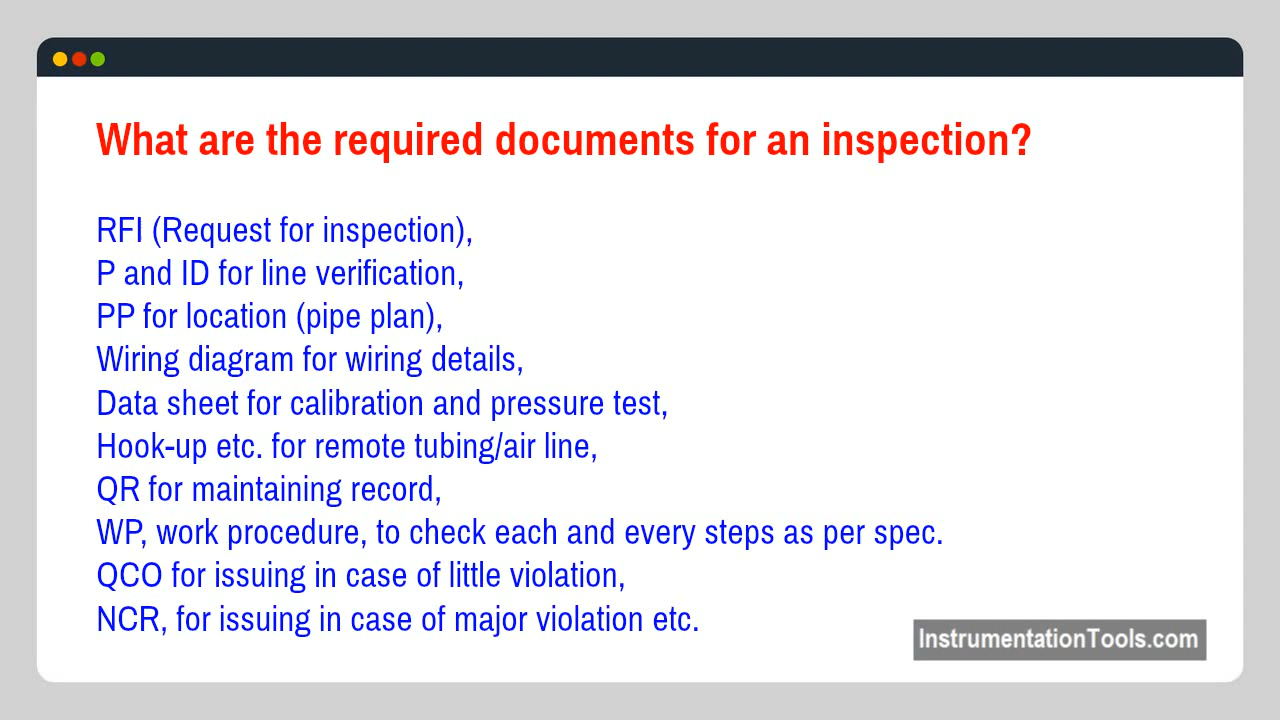 What are the required documents for an inspection?
RFI (Request for inspection),
P and ID for line verification,
PP for location (pipe plan),
Wiring diagram for wiring details,
Data sheet for calibration and pressure test,
Hook-up etc. for remote tubing/air line,
QR for maintaining record,
WP, work procedure, to check each and every steps as per spec.
QCO for issuing in case of little violation,
NCR, for issuing in case of major violation etc.
InstrumentationTools.com